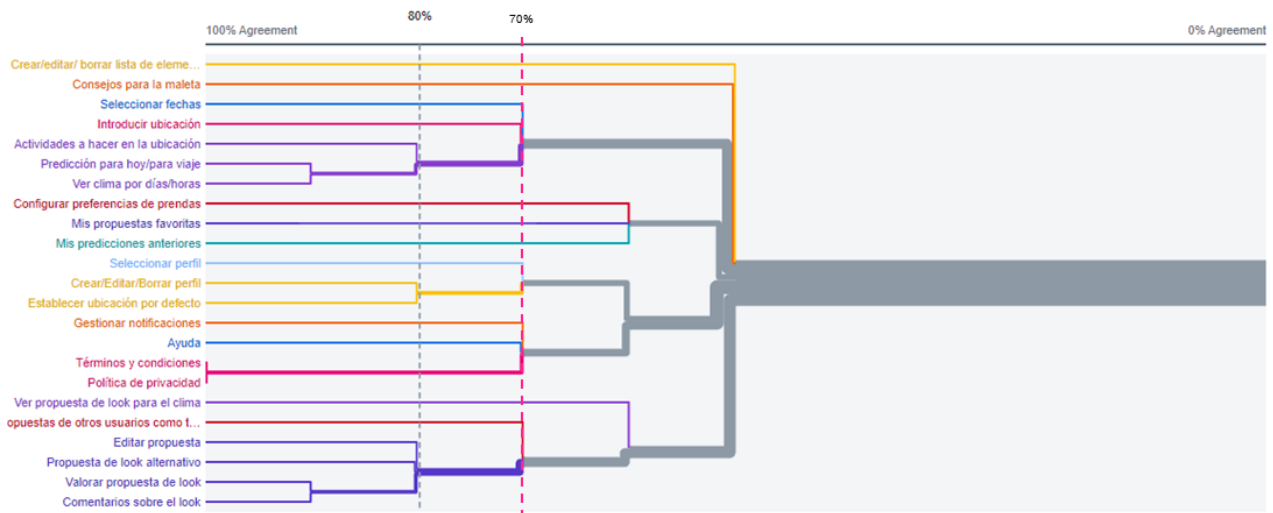 80%
70%
100% Agreement
0% Agreement
Crear/editar/ borrar lista de eleme...
Consejos para la maleta
Seleccionar fechas
Introducir ubicación
Actividades a hacer en la ubicación
Predicción para hoy/para viaje
Ver clima por días/horas
Configurar preferencias de prendas
Mis propuestas favoritas
Mis predicciones anteriores
Seleccionar perfil
Crear/Editar/Borrar perfil
Establecer ubicación por defecto
Gestionar notificaciones
Ayuda
Términos y condiciones
Política de privacidad
Ver propuesta de look para el clima
opuestas de otros usuarios como t...
Editar propuesta
Propuesta de look alternativo
Valorar propuesta de look
Comentarios sobre el look